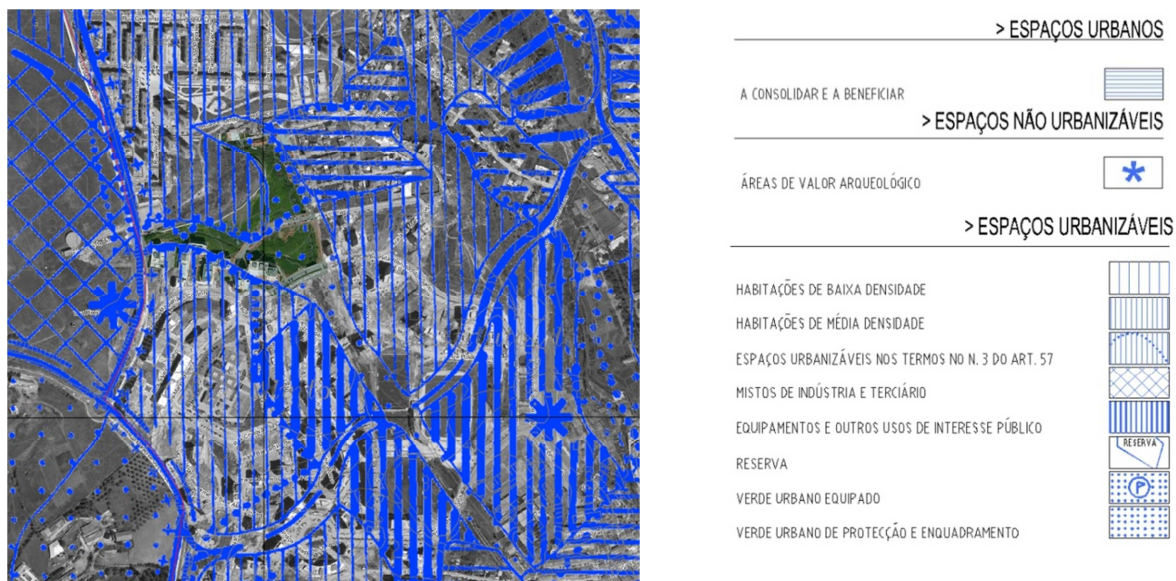 > ESPAÇOS URBANOS
A CONSOLIDAR E A BENEFICIAR
> ESPAÇOS NÃO URBANIZÁVEIS
ÁREAS DE VALOR ARQUEOLÓGICO
> ESPAÇOS URBANIZÁVEIS
HABITAÇÕES DE BAIXA DENSIDADE
HABITAÇÕES DE MÉDIA DENSIDADE
ESPAÇOS URBANIZÁVEIS NOS TERMOS NO N. 3 DO ART. 57
MISTOS DE INDÚSTRIA E TERCIÁRIO
EQUIPAMENTOS E OUTROS USOS DE INTERESSE PÚBLICO
RESERVA
RESERVA
VERDE URBANO EQUIPADO
P
VERDE URBANO DE PROTECÇÃO E ENQUADRAMENTO